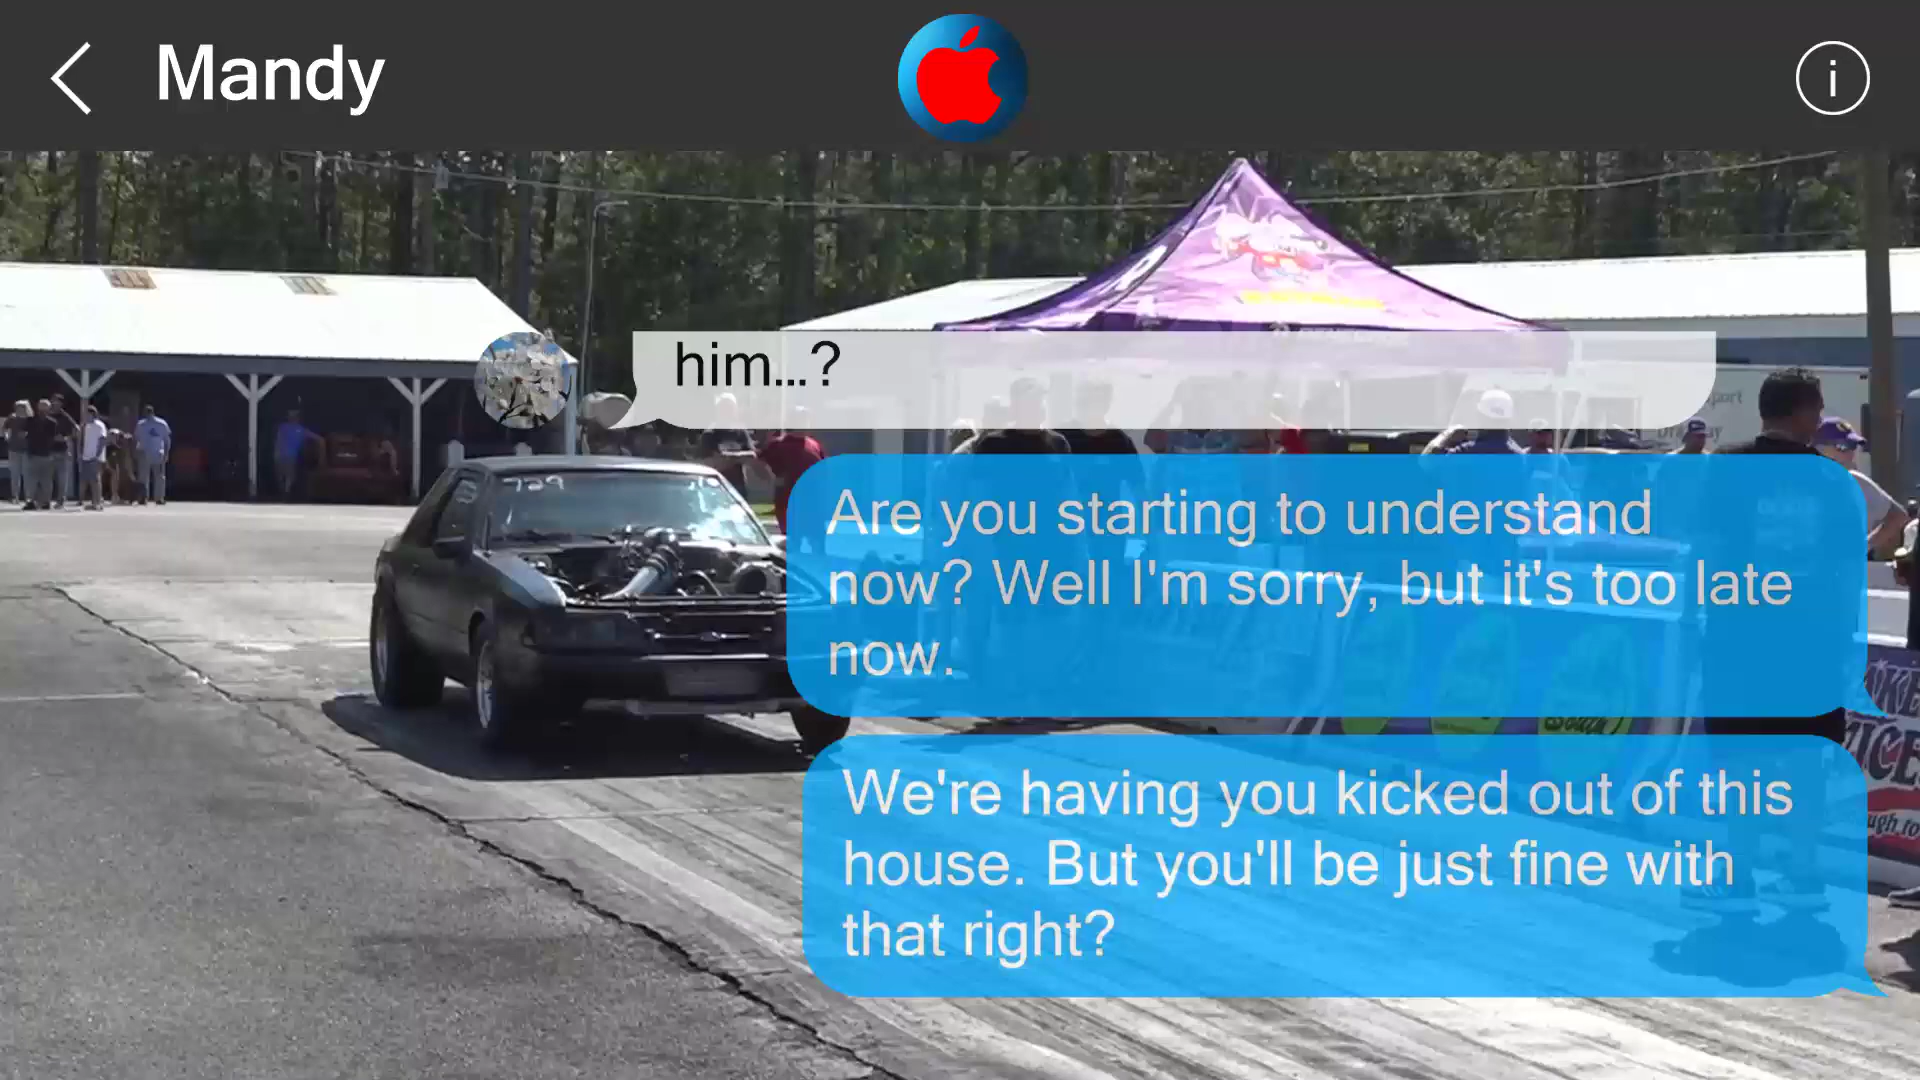 Mandy
him...?
Are you starting to understand
now? Well I'm sorry, but it's too late
now.
We're having you kicked out of this
house. But you'll be just fine with
that right?
729